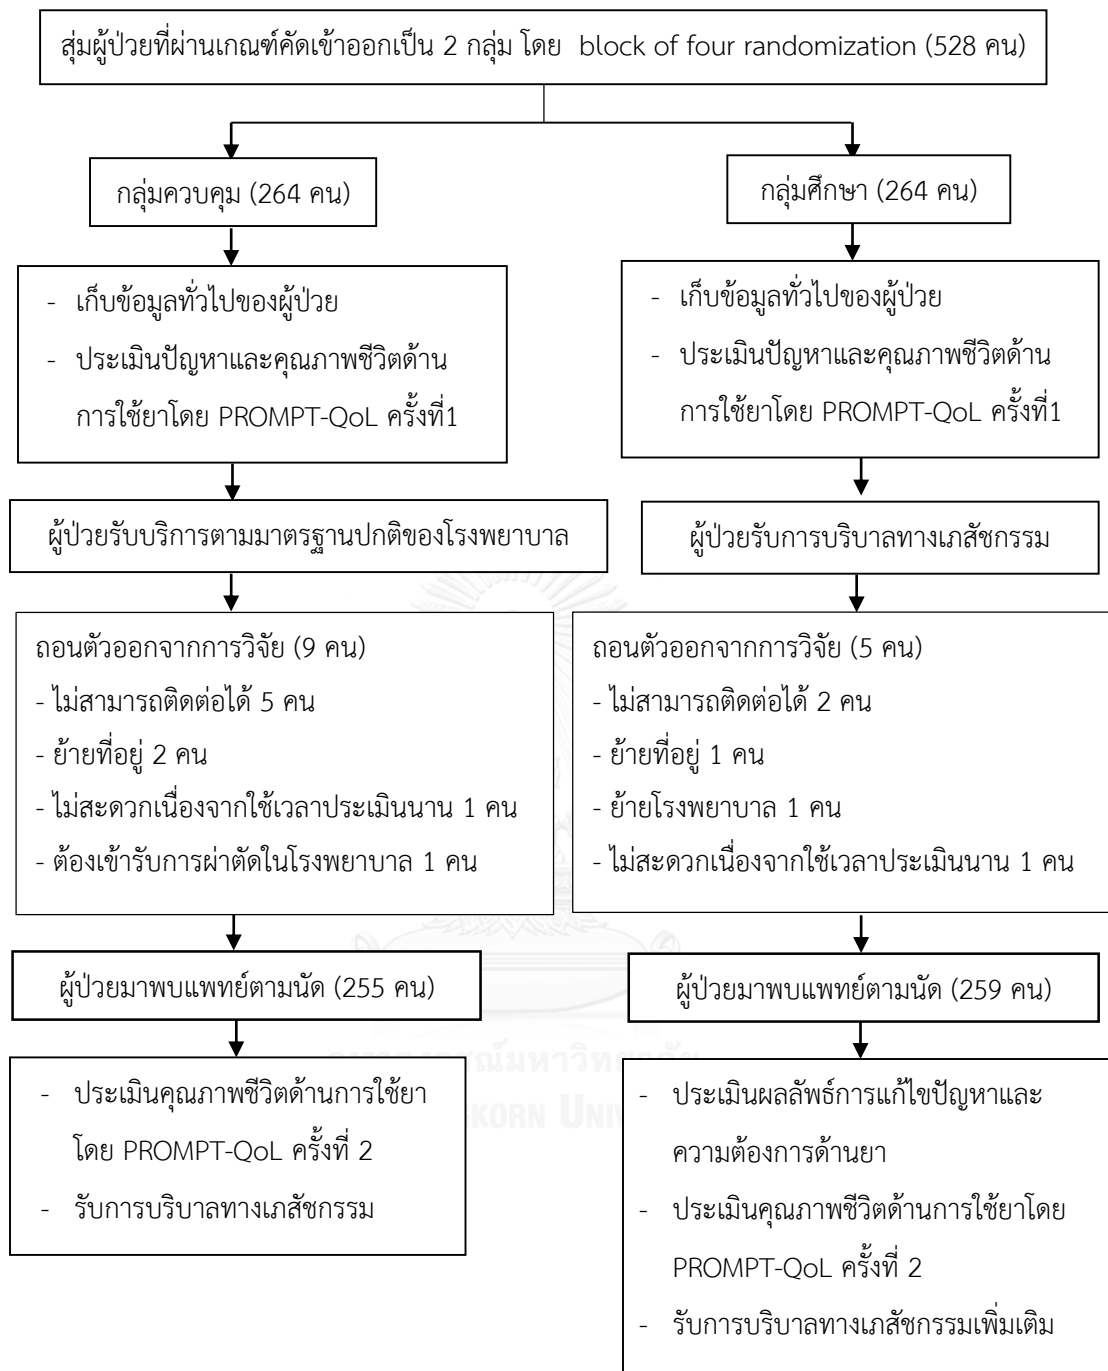 สุ่มผู้ป่วยที่ผ่านเกณฑ์คัดเข้าออกเป็น 2 กลุ่ม โดย block of four randomization (528 คน)
กลุ่มควบคุม (264 คน)
- เก็บข้อมูลทั่วไปของผู้ป่วย
- ประเมินปัญหาและคุณภาพชีวิตด้าน
การใช้ยาโดย PROMPT-QoL ครั้งที่1
ผู้ป่วยรับบริการตามมาตรฐานปกติของโรงพยาบาล
ถอนตัวออกจากการวิจัย (9 คน)
- ไม่สามารถติดต่อได้ 5 คน
- ย้ายที่อยู่ 2 คน
- ไม่สะดวกเนื่องจากใช้เวลาประเมินนาน 1 คน
- ต้องเข้ารับการผ่าตัดในโรงพยาบาล 1 คน
ผู้ป่วยมาพบแพทย์ตามนัด (255 คน)
- ประเมินคุณภาพชีวิตด้านการใช้ยา
โดย PROMPT-QoL ครั้งที่ 2
- รับการบริบาลทางเภสัชกรรม
กลุ่มศึกษา (264 คน)
- เก็บข้อมูลทั่วไปของผู้ป่วย
- ประเมินปัญหาและคุณภาพชีวิตด้าน
การใช้ยาโดย PROMPT-QoL ครั้งที่1
ผู้ป่วยรับการบริบาลทางเภสัชกรรม
ถอนตัวออกจากการวิจัย (5 คน)
- ไม่สามารถติดต่อได้ 2 คน
- ย้ายที่อยู่ 1 คน
- ย้ายโรงพยาบาล 1 คน
- ไม่สะดวกเนื่องจากใช้เวลาประเมินนาน 1 คน
ผู้ป่วยมาพบแพทย์ตามนัด (259 คน)
- ประเมินผลลัพธ์การแก้ไขปัญหาและ
ความต้องการด้านยา
- ประเมินคุณภาพชีวิตด้านการใช้ยาโดย
PROMPT-QoL ครั้งที่ 2
- รับการบริบาลทางเภสัชกรรมเพิ่มเติม